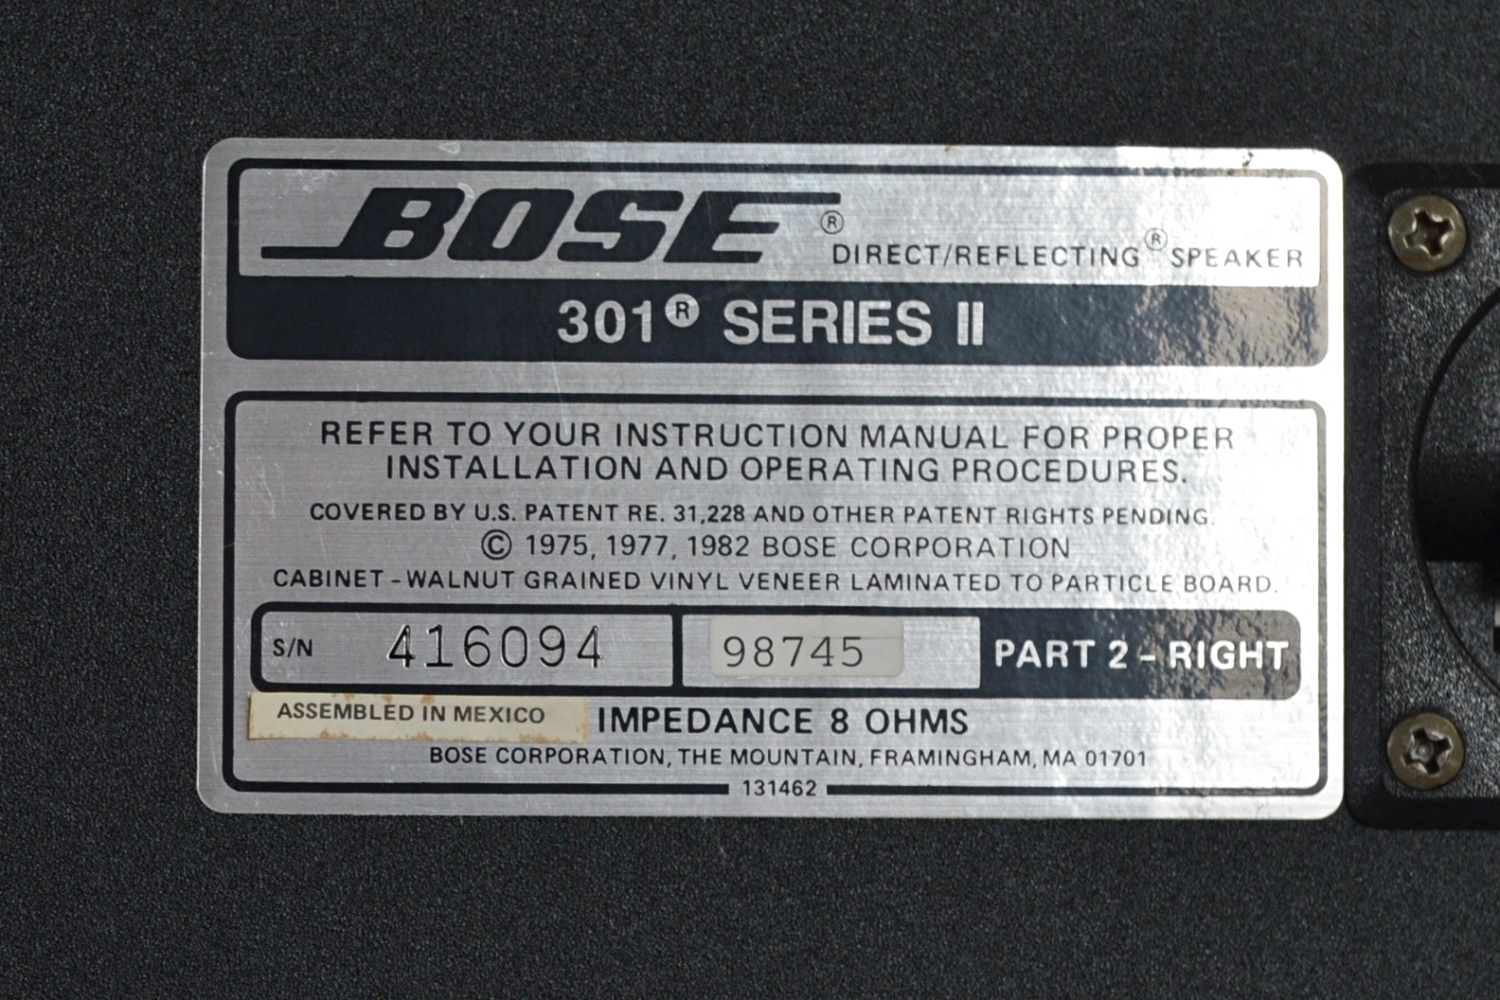 BOSE® DIRECT/REFLECTING® SPEAKER
301® SERIES II
REFER TO YOUR INSTRUCTION MANUAL FOR PROPER
INSTALLATION AND OPERATING PROCEDURES.
COVERED BY U.S. PATENT RE. 31,228 AND OTHER PATENT RIGHTS PENDING.
© 1975, 1977, 1982 BOSE CORPORATION
CABINET - WALNUT GRAINED VINYL VENEER LAMINATED TO PARTICLE BOARD.
S/N 416094 98745 PART 2 - RIGHT
ASSEMBLED IN MEXICO IMPEDANCE 8 OHMS
BOSE CORPORATION, THE MOUNTAIN, FRAMINGHAM, MA 01701
131462